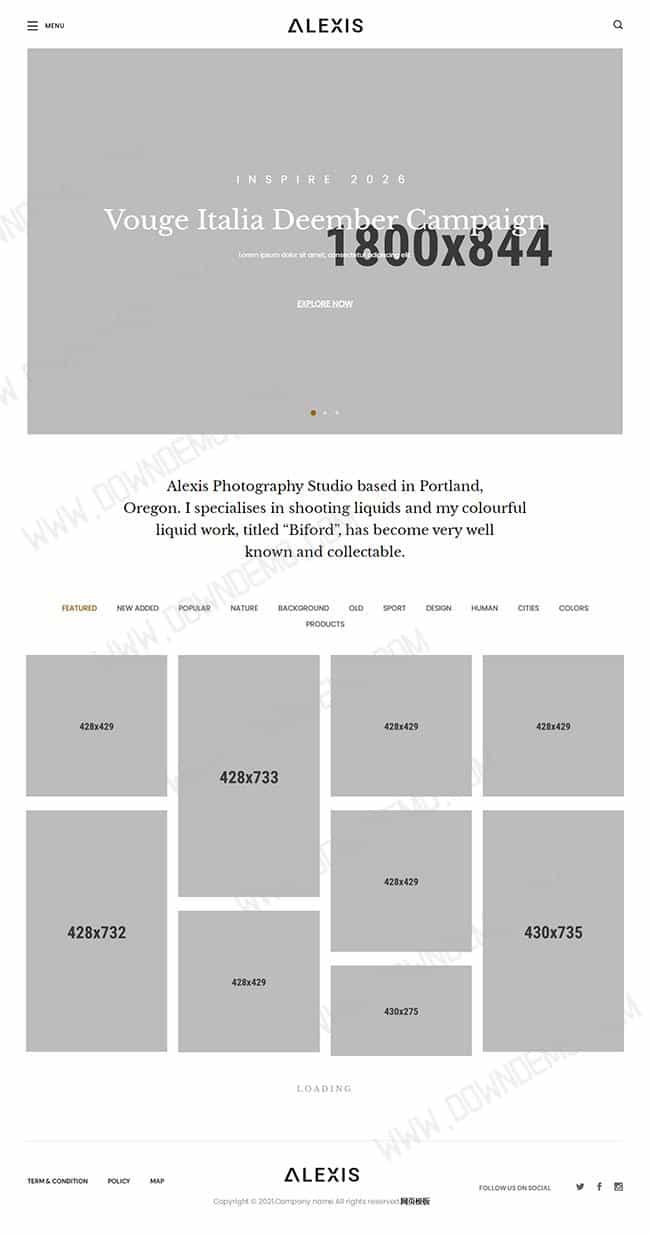 MENU
ALEXIS
INSPIRE 2026
Vouge Italia Deember Campaign
1800x844
Lorem ipsum dolor sit amet, consectetur adipiscing elit.
EXPLORE NOW
Alexis Photography Studio based in Portland,
Oregon. I specialises in shooting liquids and my colourful
liquid work, titled “Biford”, has become very well
known and collectable.
FEATURED NEW ADDED POPULAR NATURE BACKGROUND OLD SPORT DESIGN HUMAN CITIES COLORS
PRODUCTS
428x429
428x733
428x429
428x429
428x732
428x429
430x735
428x429
430x275
LOADING
ALEXIS
TERM & CONDITION POLICY MAP
FOLLOW US ON SOCIAL
Copyright © 2021.Company name All rights reserved.网页模板
WWW.DOWNDEMO.COM